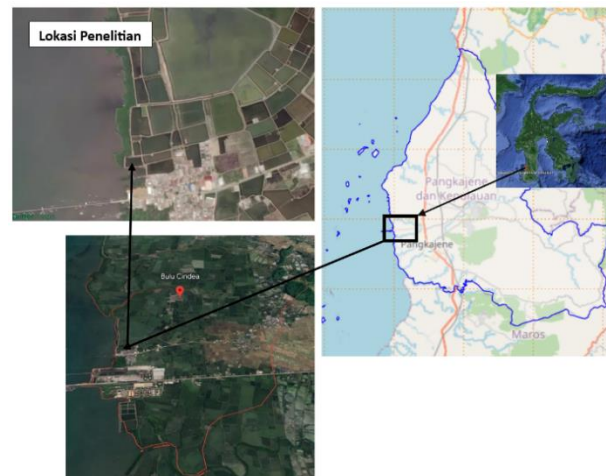 Lokasi Penelitian
Pangkajene
dan Kepulauan
Pangkajene
Maros
Bulu Cindea